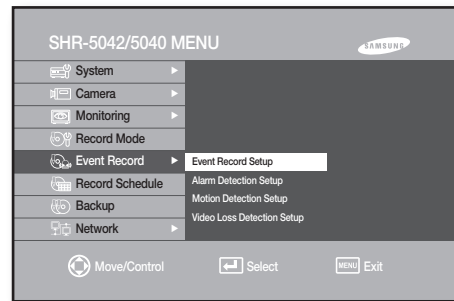 SHR-5042/5040 MENU
SAMSUNG
System
Camera
Monitoring
Record Mode
Event Record
Event Record Setup
Record Schedule
Alarm Detection Setup
Backup
Motion Detection Setup
Network
Video Loss Detection Setup
Move/Control
Select
MENU Exit